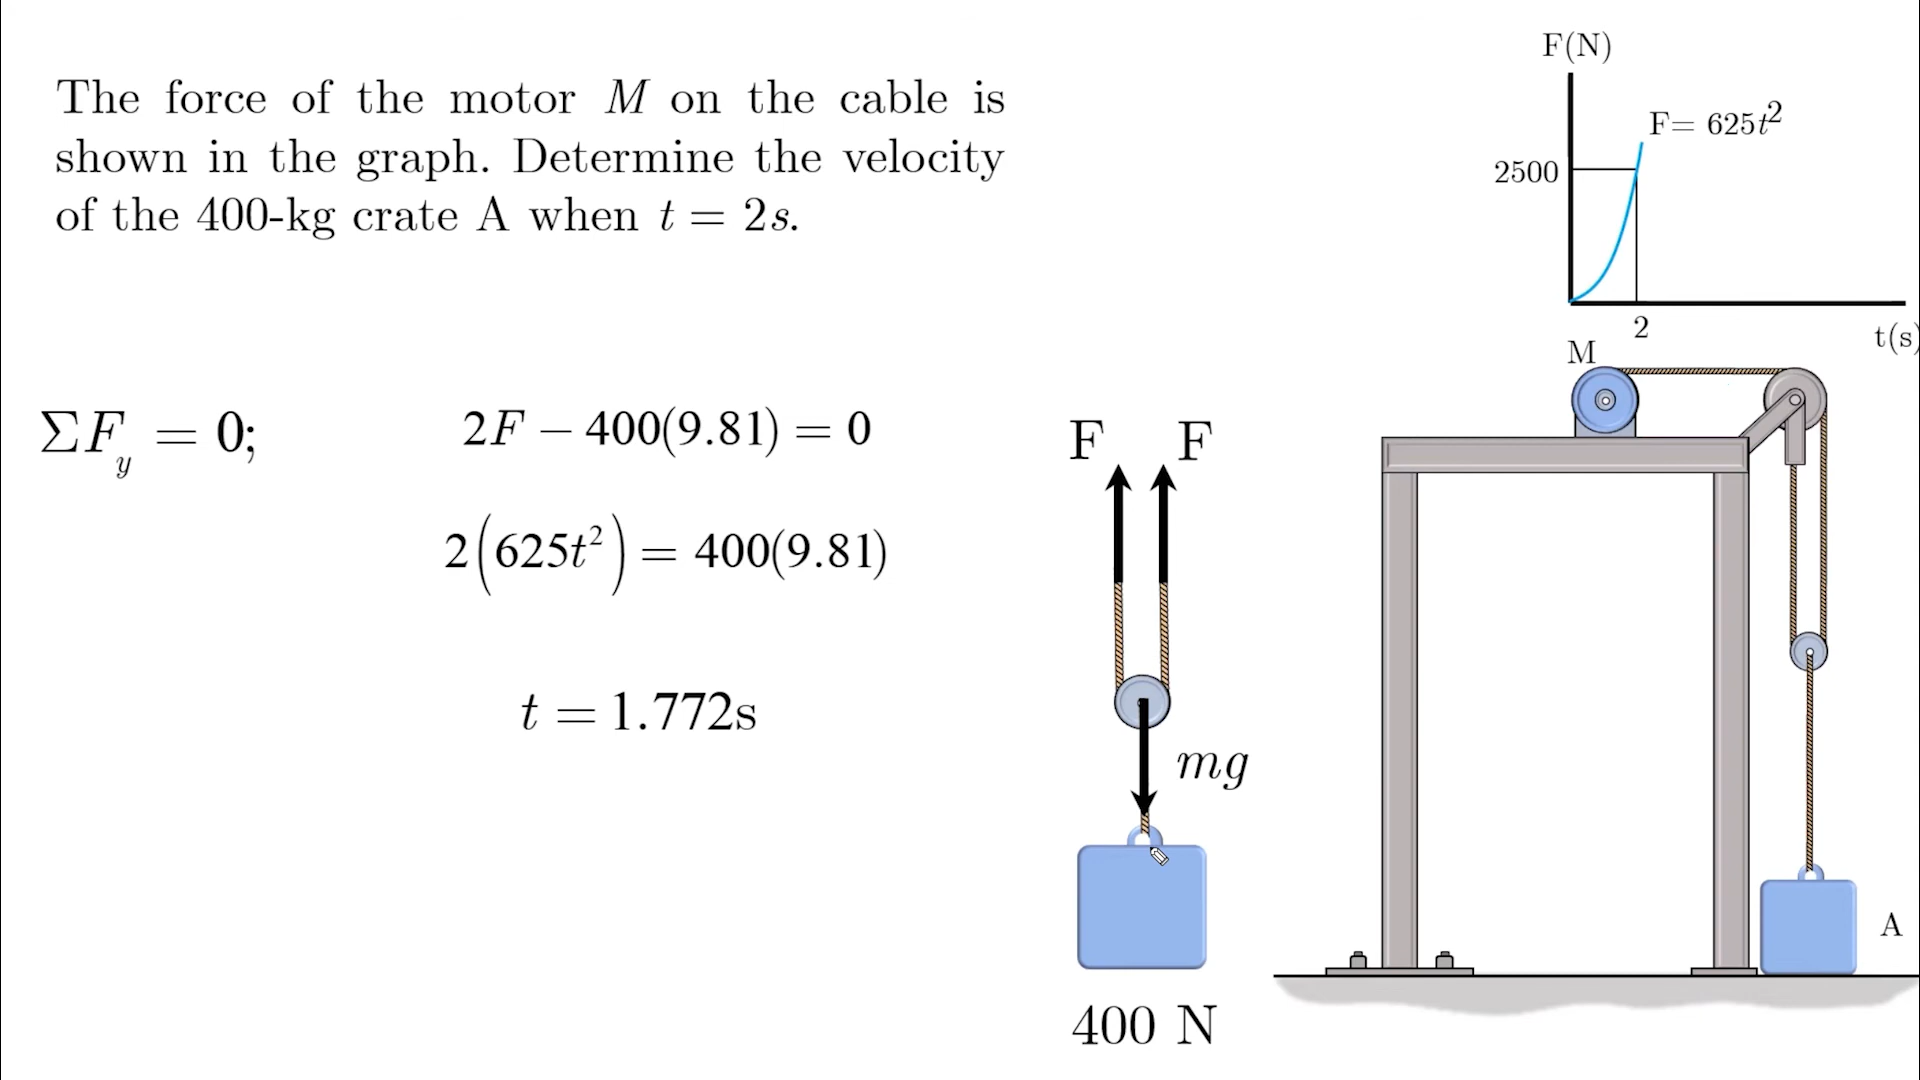 The force of the motor M on the cable is
shown in the graph. Determine the velocity
of the 400-kg crate A when t = 2s.
ΣF_y = 0;
2F − 400(9.81) = 0
2(625t²) = 400(9.81)
t = 1.772s
F F
mg
400 N
F(N)
F= 625t²
2500
2
t(s)
M
A